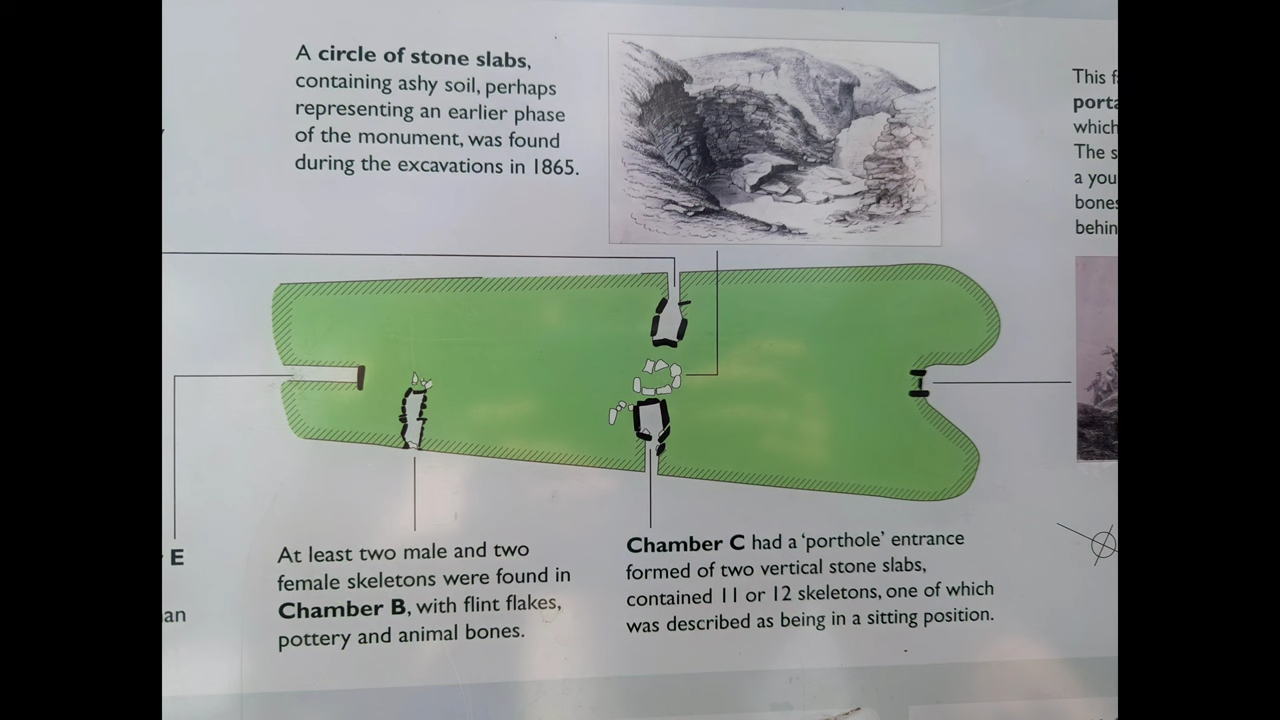 A circle of stone slabs,
containing ashy soil, perhaps
representing an earlier phase
of the monument, was found
during the excavations in 1865.
This
which
The
bones
E
an
At least two male and two
female skeletons were found in
Chamber B, with flint flakes,
pottery and animal bones.
Chamber C had a 'porthole' entrance
formed of two vertical stone slabs,
contained 11 or 12 skeletons, one of which
was described as being in a sitting position.